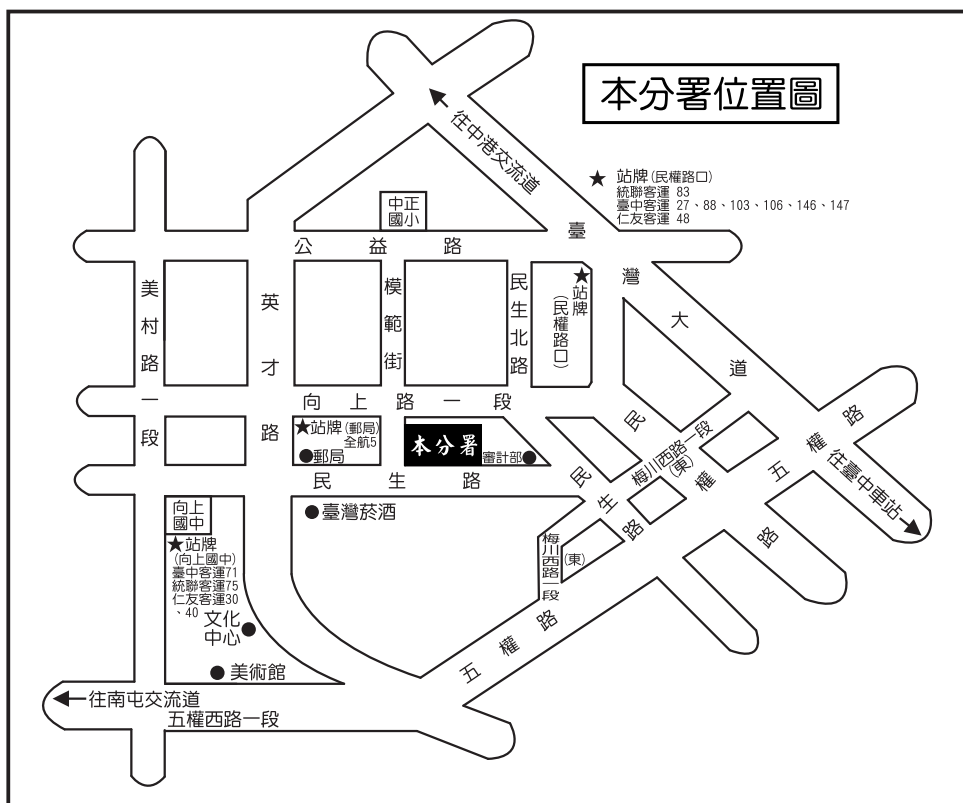 本分署位置圖
往中港交流道
★ 站牌(民權路口)
統聯客運 83
臺中客運 27、88、103、106、146、147
仁友客運 48
中正
國小
公益路
臺灣大道
美村路一段
英才路
模範街
民生北路
★站牌
(民權路口)
向上路一段
★站牌(郵局)
全航5
●郵局
本分署
審計部●
民生路
民權路
民生路
梅川西路一段
(東)
五權路
往臺中車站
向上
國中
●臺灣菸酒
★站牌
(向上國中)
臺中客運71
統聯客運75
仁友客運30
、40
文化
中心●
●美術館
梅川西路一段
(東)
五權路
往南屯交流道
五權西路一段